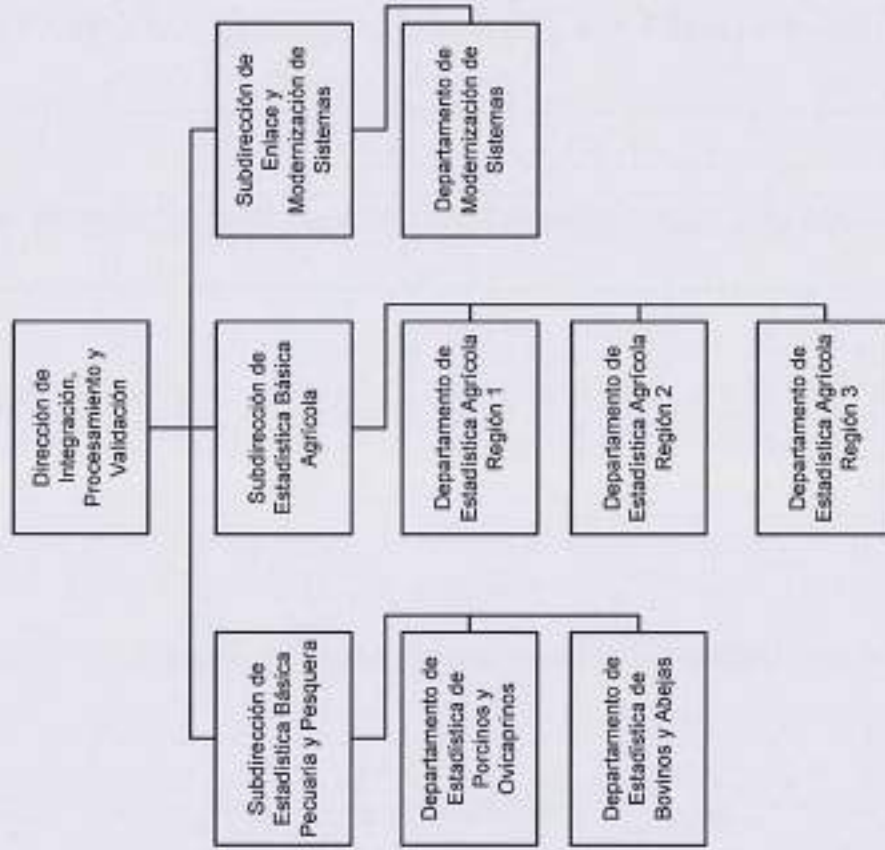 Dirección de
Integración,
Procesamiento y
Validación
Subdirección de
Estadística Básica
Pecuaria y Pesquera
Departamento de
Estadística de
Porcinos y
Ovicaprinos
Departamento de
Estadística de
Bovinos y Abejas
Subdirección de
Estadística Básica
Agrícola
Departamento de
Estadística Agrícola
Región 1
Departamento de
Estadística Agrícola
Región 2
Departamento de
Estadística Agrícola
Región 3
Subdirección de
Enlace y
Modernización de
Sistemas
Departamento de
Modernización de
Sistemas